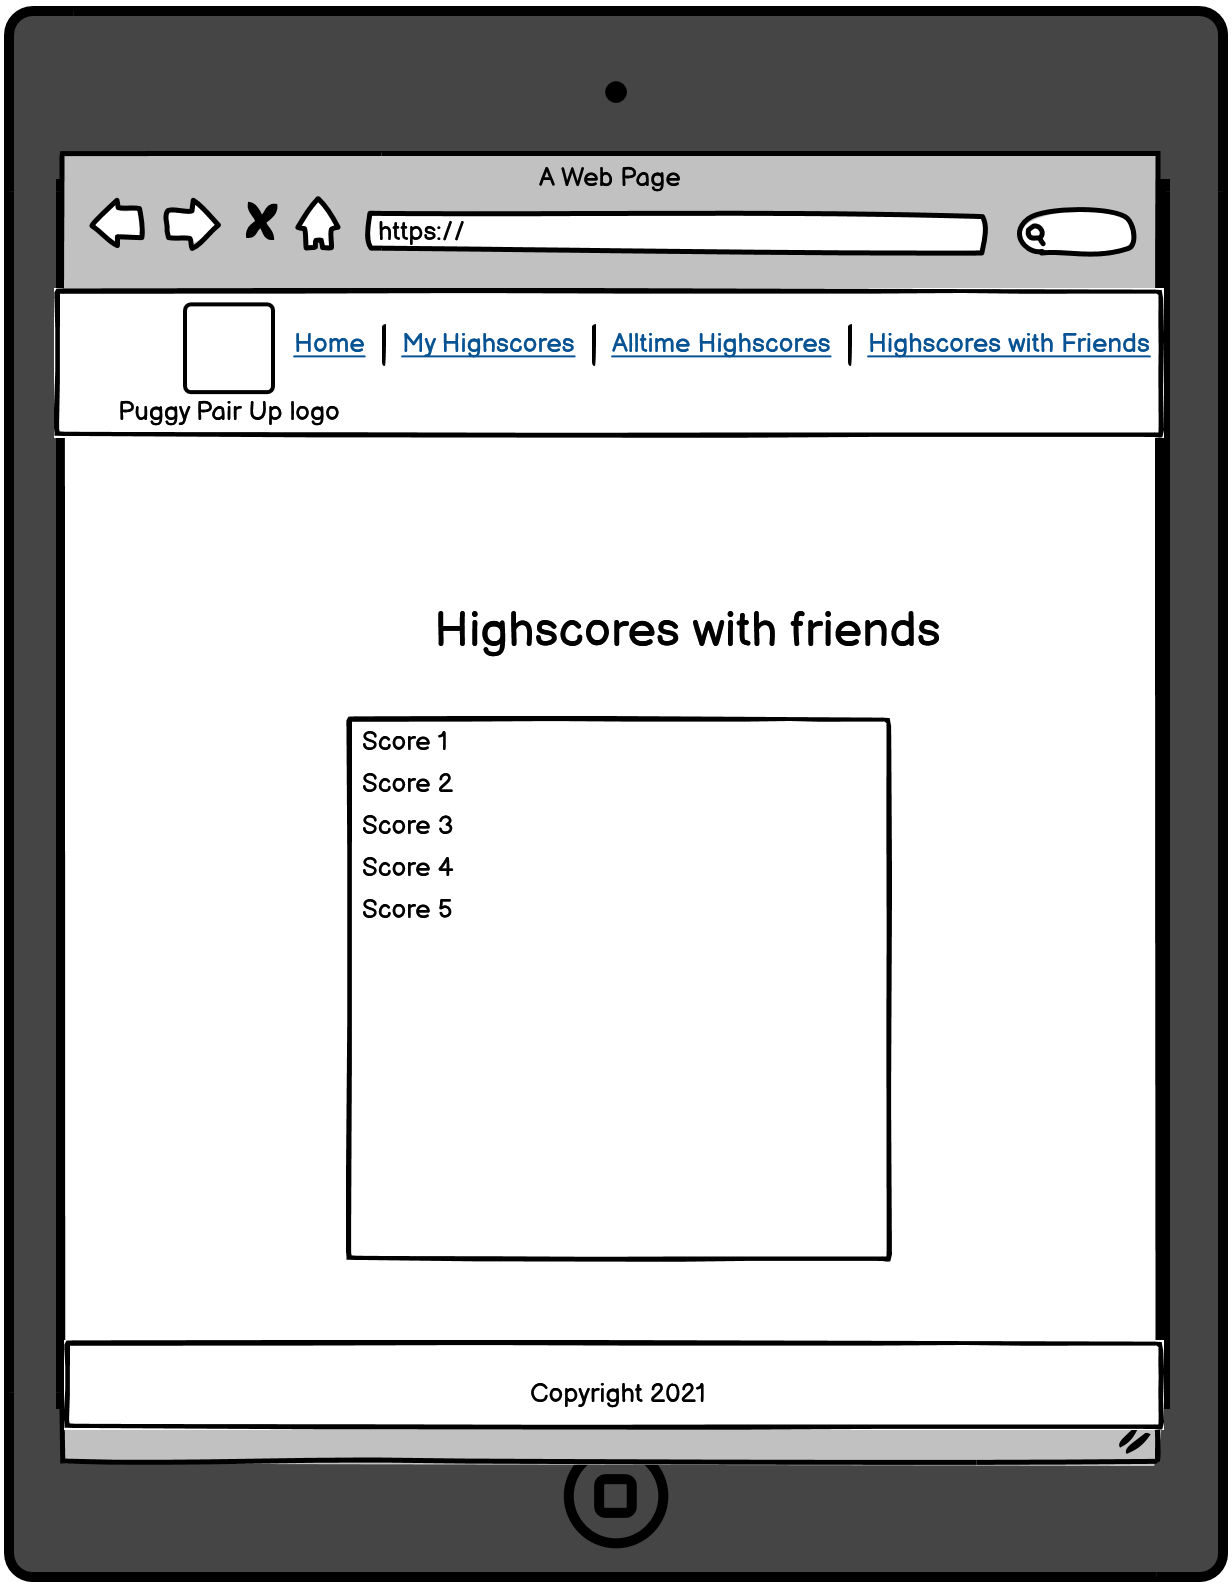 A Web Page
https://
Home | My Highscores | Alltime Highscores | Highscores with Friends
Puggy Pair Up logo
Highscores with friends
Score 1
Score 2
Score 3
Score 4
Score 5
Copyright 2021